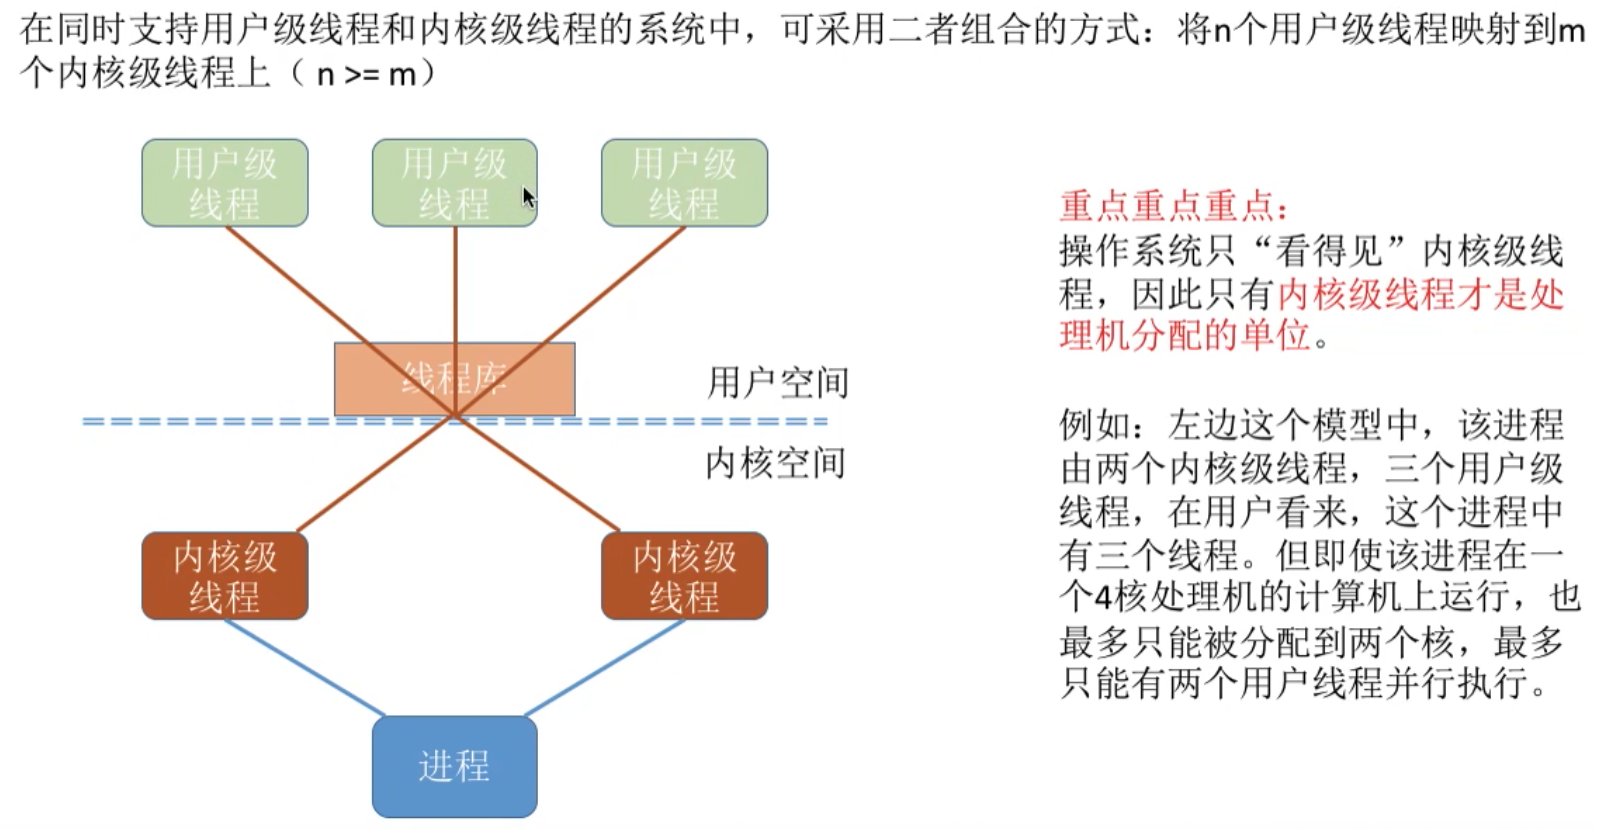 在同时支持用户级线程和内核级线程的系统中，可采用二者组合的方式：将n个用户级线程映射到m
个内核级线程上（ n >= m）
用户级
线程
用户级
线程
用户级
线程
线程库
用户空间
内核空间
内核级
线程
内核级
线程
进程
重点重点重点：
操作系统只“看得见”内核级线
程，因此只有内核级线程才是处
理机分配的单位。
例如：左边这个模型中，该进程
由两个内核级线程，三个用户级
线程，在用户看来，这个进程中
有三个线程。但即使该进程在一
个4核处理机的计算机上运行，也
最多只能被分配到两个核，最多
只能有两个用户线程并行执行。